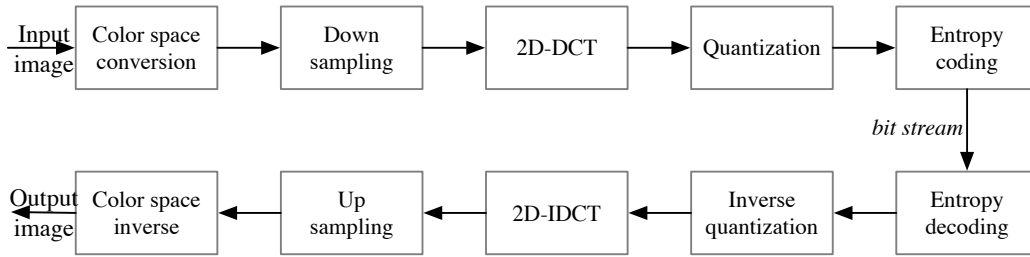 Input
image
Color space
conversion
Down
sampling
2D-DCT
Quantization
Entropy
coding
bit stream
Output
image
Color space
inverse
Up
sampling
2D-IDCT
Inverse
quantization
Entropy
decoding